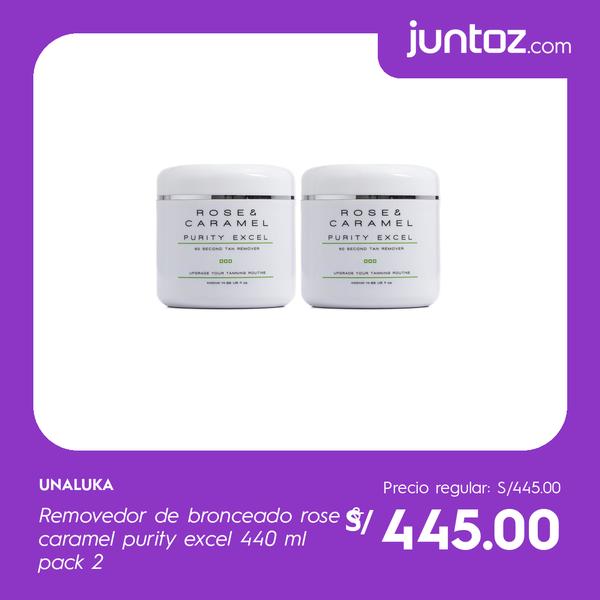 juntoz.com
ROSE &
CARAMEL
PURITY EXCEL
60 SECOND TAN REMOVER
UPGRADE YOUR TANNING ROUTINE
ROSE &
CARAMEL
PURITY EXCEL
60 SECOND TAN REMOVER
UPGRADE YOUR TANNING ROUTINE
UNALUKA
Removedor de bronceado rose &
caramel purity excel 440 ml
pack 2
Precio regular: S/445.00
S/ 445.00